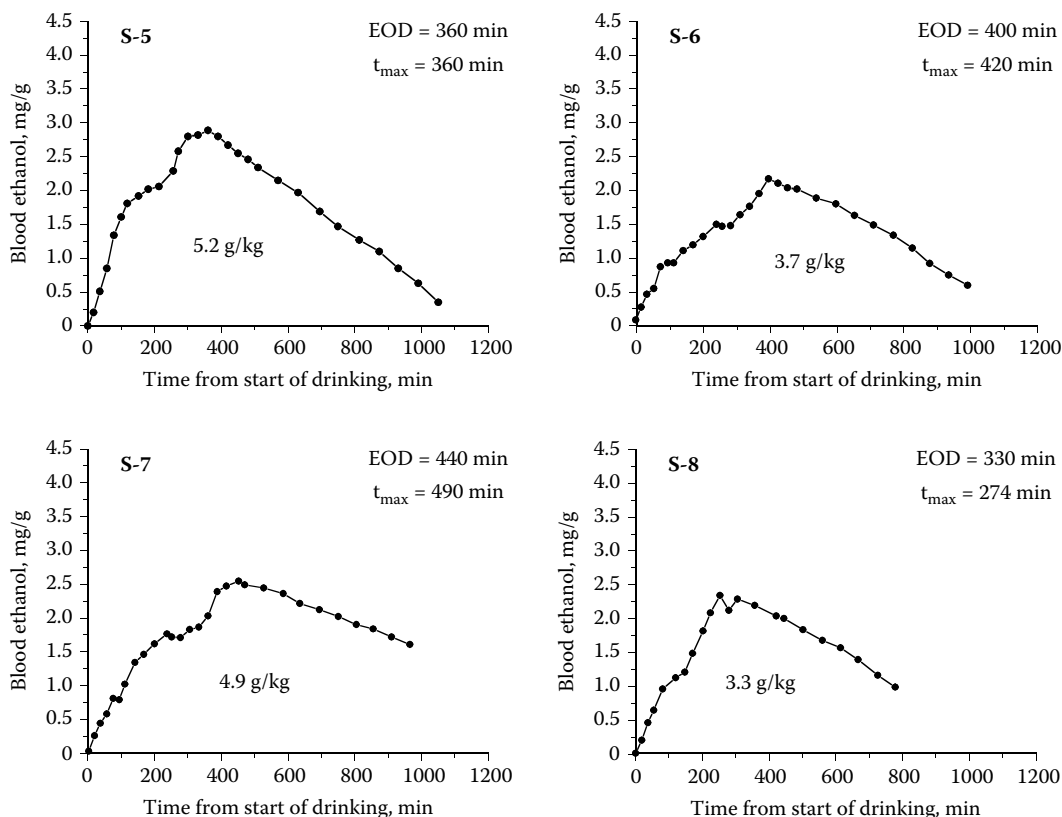 S-5
EOD = 360 min
tmax = 360 min
Blood ethanol, mg/g
4.5
4.0
3.5
3.0
2.5
2.0
1.5
1.0
0.5
0
5.2 g/kg
0 200 400 600 800 1000 1200
Time from start of drinking, min
S-6
EOD = 400 min
tmax = 420 min
Blood ethanol, mg/g
4.5
4.0
3.5
3.0
2.5
2.0
1.5
1.0
0.5
0
3.7 g/kg
0 200 400 600 800 1000 1200
Time from start of drinking, min
S-7
EOD = 440 min
tmax = 490 min
Blood ethanol, mg/g
4.5
4.0
3.5
3.0
2.5
2.0
1.5
1.0
0.5
0
4.9 g/kg
0 200 400 600 800 1000 1200
Time from start of drinking, min
S-8
EOD = 330 min
tmax = 274 min
Blood ethanol, mg/g
4.5
4.0
3.5
3.0
2.5
2.0
1.5
1.0
0.5
0
3.3 g/kg
0 200 400 600 800 1000 1200
Time from start of drinking, min